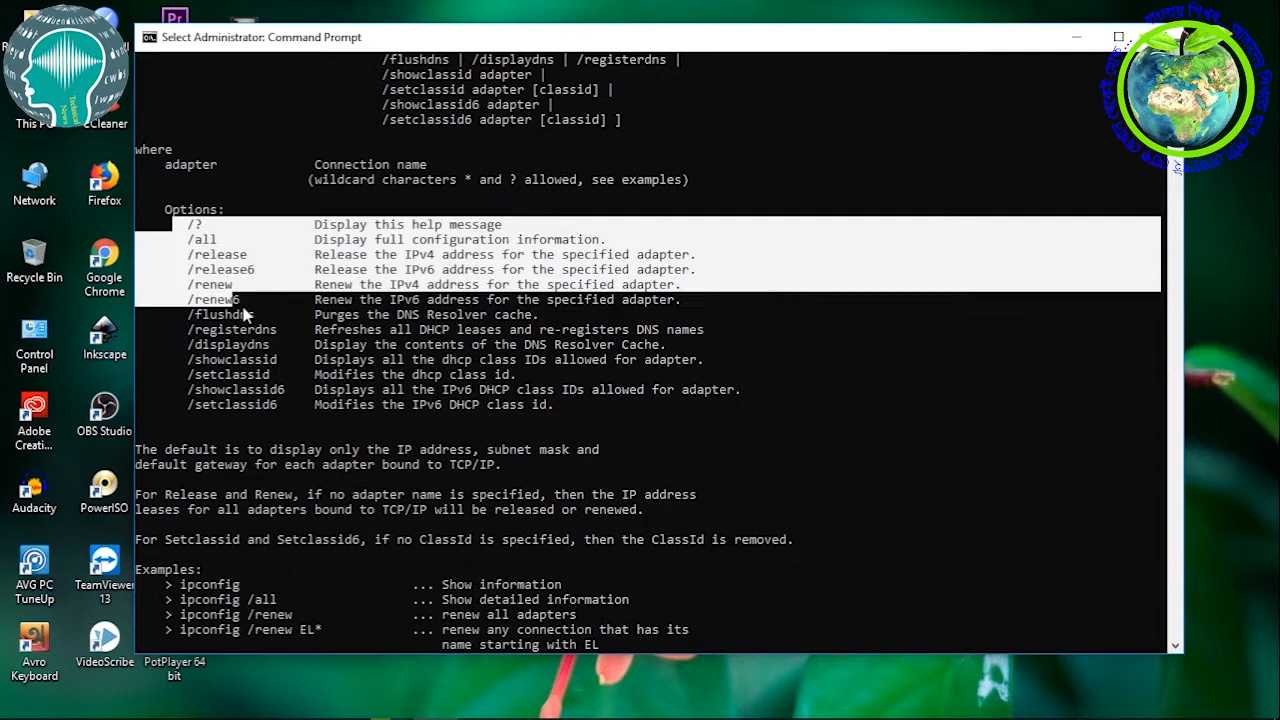 Pr
Select Administrator: Command Prompt
/flushdns | /displaydns | /registerdns |
/showclassid adapter |
/setclassid adapter [classid] |
/showclassid6 adapter |
/setclassid6 adapter [classid] ]
where
adapter Connection name
(wildcard characters * and ? allowed, see examples)
Options:
/? Display this help message
/all Display full configuration information.
/release Release the IPv4 address for the specified adapter.
/release6 Release the IPv6 address for the specified adapter.
/renew Renew the IPv4 address for the specified adapter.
/renew6 Renew the IPv6 address for the specified adapter.
/flushdns Purges the DNS Resolver cache.
/registerdns Refreshes all DHCP leases and re-registers DNS names
/displaydns Display the contents of the DNS Resolver Cache.
/showclassid Displays all the dhcp class IDs allowed for adapter.
/setclassid Modifies the dhcp class id.
/showclassid6 Displays all the IPv6 DHCP class IDs allowed for adapter.
/setclassid6 Modifies the IPv6 DHCP class id.
The default is to display only the IP address, subnet mask and
default gateway for each adapter bound to TCP/IP.
For Release and Renew, if no adapter name is specified, then the IP address
leases for all adapters bound to TCP/IP will be released or renewed.
For Setclassid and Setclassid6, if no ClassId is specified, then the ClassId is removed.
Examples:
> ipconfig ... Show information
> ipconfig /all ... Show detailed information
> ipconfig /renew ... renew all adapters
> ipconfig /renew EL* ... renew any connection that has its
name starting with EL
Technical
News
This PC
CCleaner
Network
Firefox
Recycle Bin
Google
Chrome
Control
Panel
Inkscape
Adobe
Creati...
OBS Studio
Audacity
PowerISO
AVG PC
TuneUp
TeamViewer
13
Avro
Keyboard
VideoScribe
PotPlayer 64
bit